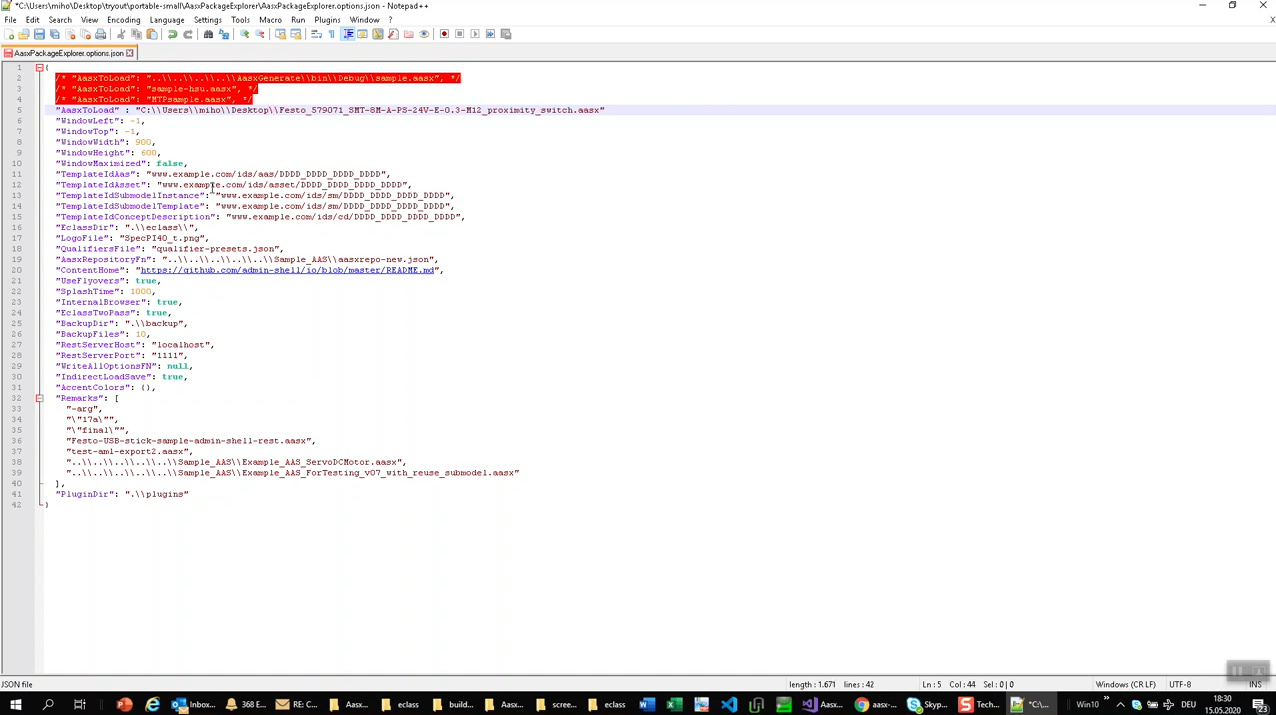 *C:\Users\miho\Desktop\tryout\portable-small\AasxPackageExplorer\AasxPackageExplorer.options.json - Notepad++
File Edit Search View Encoding Language Settings Tools Macro Run Plugins Window ?
X
AasxPackageExplorer.options.json
1 {
2 /* "AasxToLoad": "..\\..\\..\\..\\AasxGenerate\\bin\\Debug\\sample.aasx", */
3 /* "AasxToLoad": "sample-hsu.aasx", */
4 /* "AasxToLoad": "MTPsample.aasx", */
5 "AasxToLoad" : "C:\\Users\\miho\\Desktop\\Festo_579071_SMT-8M-A-PS-24V-E-0.3-M12_proximity_switch.aasx"
6 "WindowLeft": -1,
7 "WindowTop": -1,
8 "WindowWidth": 900,
9 "WindowHeight": 600,
10 "WindowMaximized": false,
11 "TemplateIdAas": "www.example.com/ids/aas/DDDD_DDDD_DDDD_DDDD",
12 "TemplateIdAsset": "www.example.com/ids/asset/DDDD_DDDD_DDDD_DDDD",
13 "TemplateIdSubmodelInstance": "www.example.com/ids/sm/DDDD_DDDD_DDDD_DDDD",
14 "TemplateIdSubmodelTemplate": "www.example.com/ids/sm/DDDD_DDDD_DDDD_DDDD",
15 "TemplateIdConceptDescription": "www.example.com/ids/cd/DDDD_DDDD_DDDD_DDDD",
16 "EclassDir": ".\\eclass\\",
17 "LogoFile": "SpecPI40_t.png",
18 "QualifiersFile": "qualifier-presets.json",
19 "AasxRepositoryFn": "..\\..\\..\\..\\..\\Sample_AAS\\aasxrepo-new.json",
20 "ContentHome": "https://github.com/admin-shell/io/blob/master/README.md",
21 "UseFlyovers": true,
22 "SplashTime": 1000,
23 "InternalBrowser": true,
24 "EclassTwoPass": true,
25 "BackupDir": ".\\backup",
26 "BackupFiles": 10,
27 "RestServerHost": "localhost",
28 "RestServerPort": "1111",
29 "WriteAllOptionsFN": null,
30 "IndirectLoadSave": true,
31 "AccentColors": {},
32 "Remarks": [
33 "-arg",
34 "\"17a\"",
35 "\"final\"",
36 "Festo-USB-stick-sample-admin-shell-rest.aasx",
37 "test-aml-export2.aasx",
38 "..\\..\\..\\..\\..\\Sample_AAS\\Example_AAS_ServoDCMotor.aasx",
39 "..\\..\\..\\..\\..\\Sample_AAS\\Example_AAS_ForTesting_v07_with_reuse_submodel.aasx"
40 ],
41 "PluginDir": ".\\plugins"
42 }
JSON file length : 1.671 lines : 42 Ln : 5 Col : 44 Sel : 0 | 0 Windows (CR LF) UTF-8 INS
Inbox... 368 E... RE: C... Aasx... eclass build... Aasx... scree... eclass Aasx... aasx-... Skyp... Tech... *C:\... Win10 DEU 18:30
15.05.2020